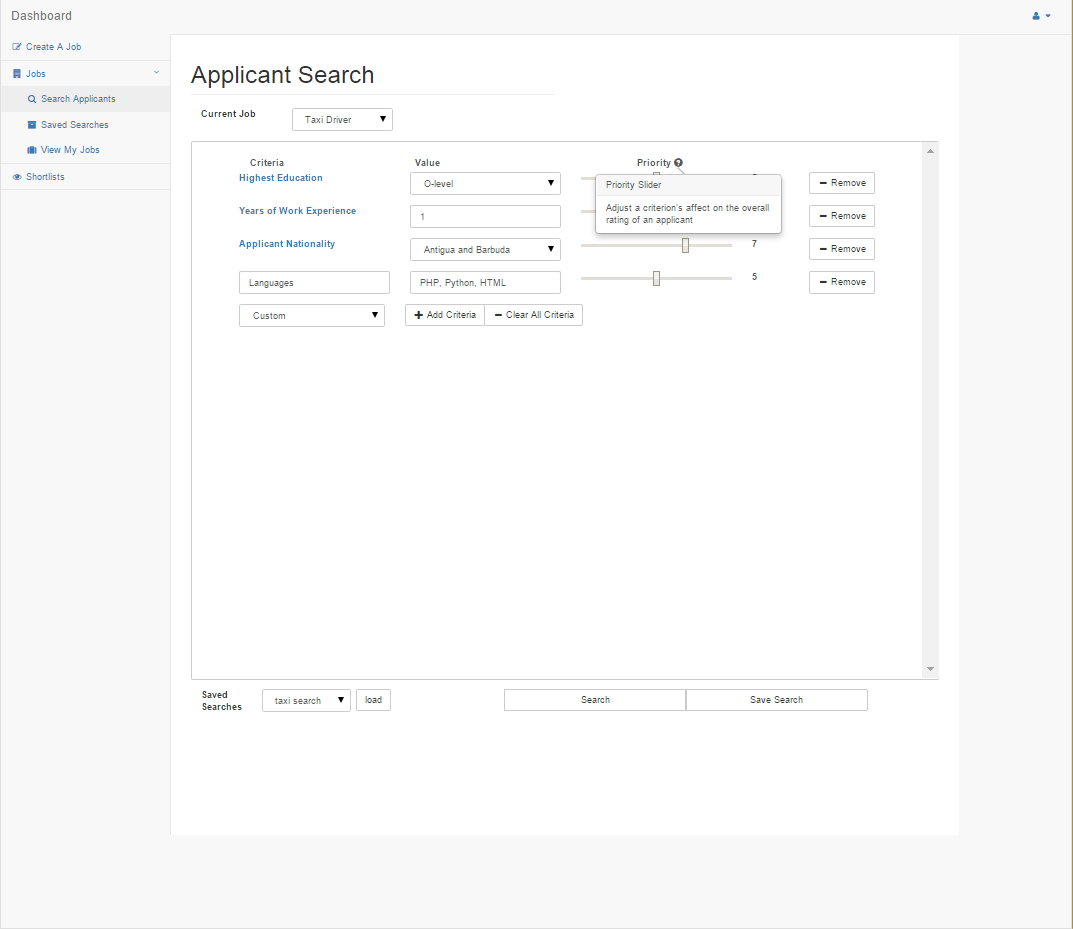 Dashboard
Create A Job
Jobs
Search Applicants
Saved Searches
View My Jobs
Shortlists
Applicant Search
Current Job
Taxi Driver
Criteria Value Priority
Highest Education O-level Remove
Priority Slider
Adjust a criterion's affect on the overall
rating of an applicant
Years of Work Experience 1 Remove
Applicant Nationality Antigua and Barbuda 7 Remove
Languages PHP, Python, HTML 5 Remove
Custom Add Criteria Clear All Criteria
Saved
Searches
taxi search load Search Save Search